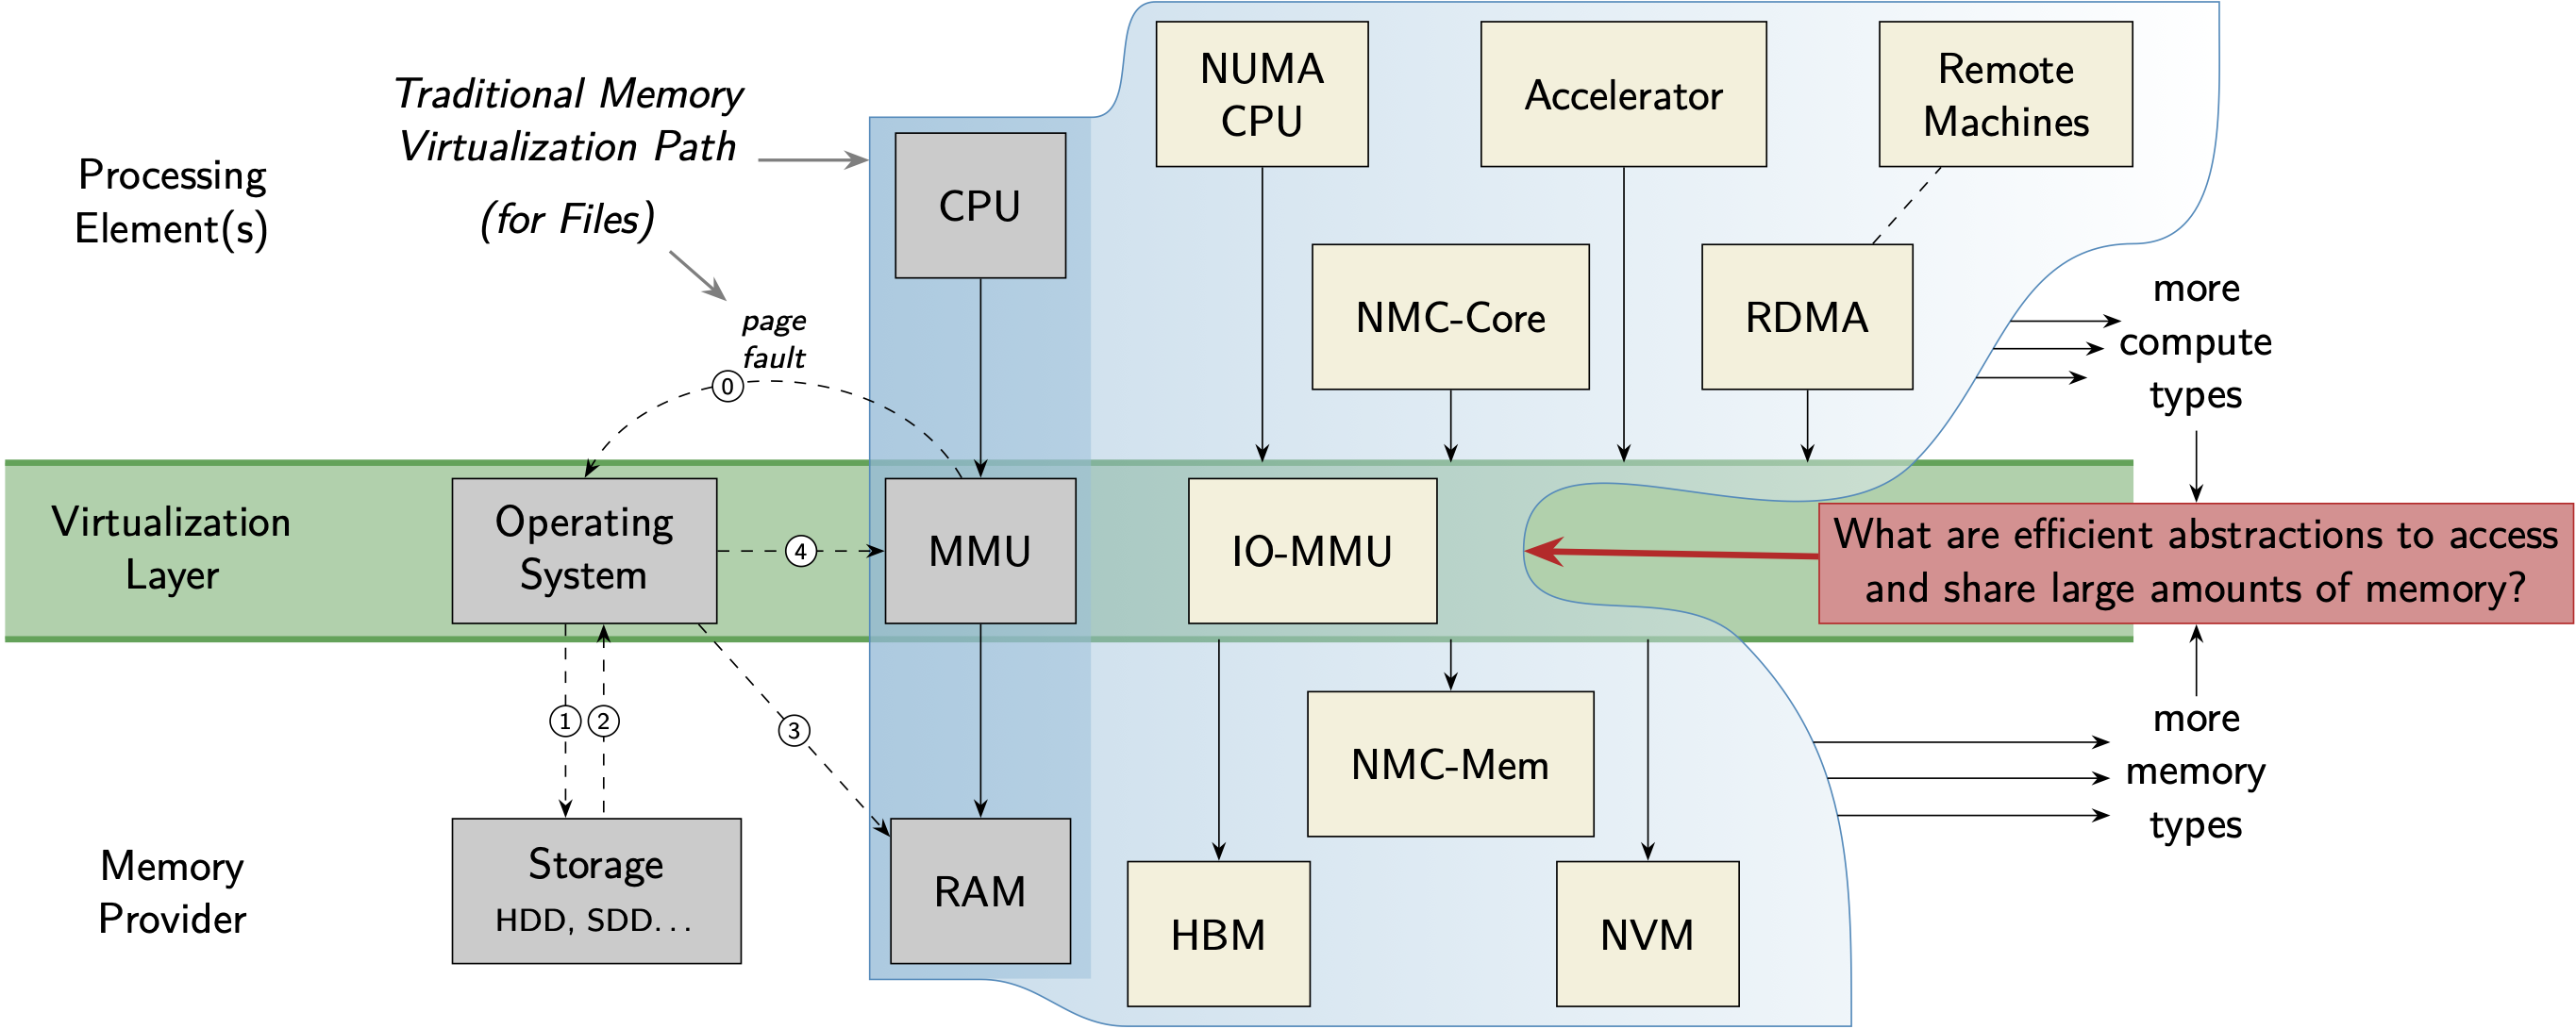 Traditional Memory
Virtualization Path
(for Files)
Processing
Element(s)
CPU
NUMA
CPU
Accelerator
Remote
Machines
NMC-Core
RDMA
page
fault
0
more
compute
types
Virtualization
Layer
Operating
System
4
MMU
IO-MMU
What are efficient abstractions to access
and share large amounts of memory?
1
2
3
more
memory
types
Memory
Provider
Storage
HDD, SDD...
RAM
NMC-Mem
HBM
NVM